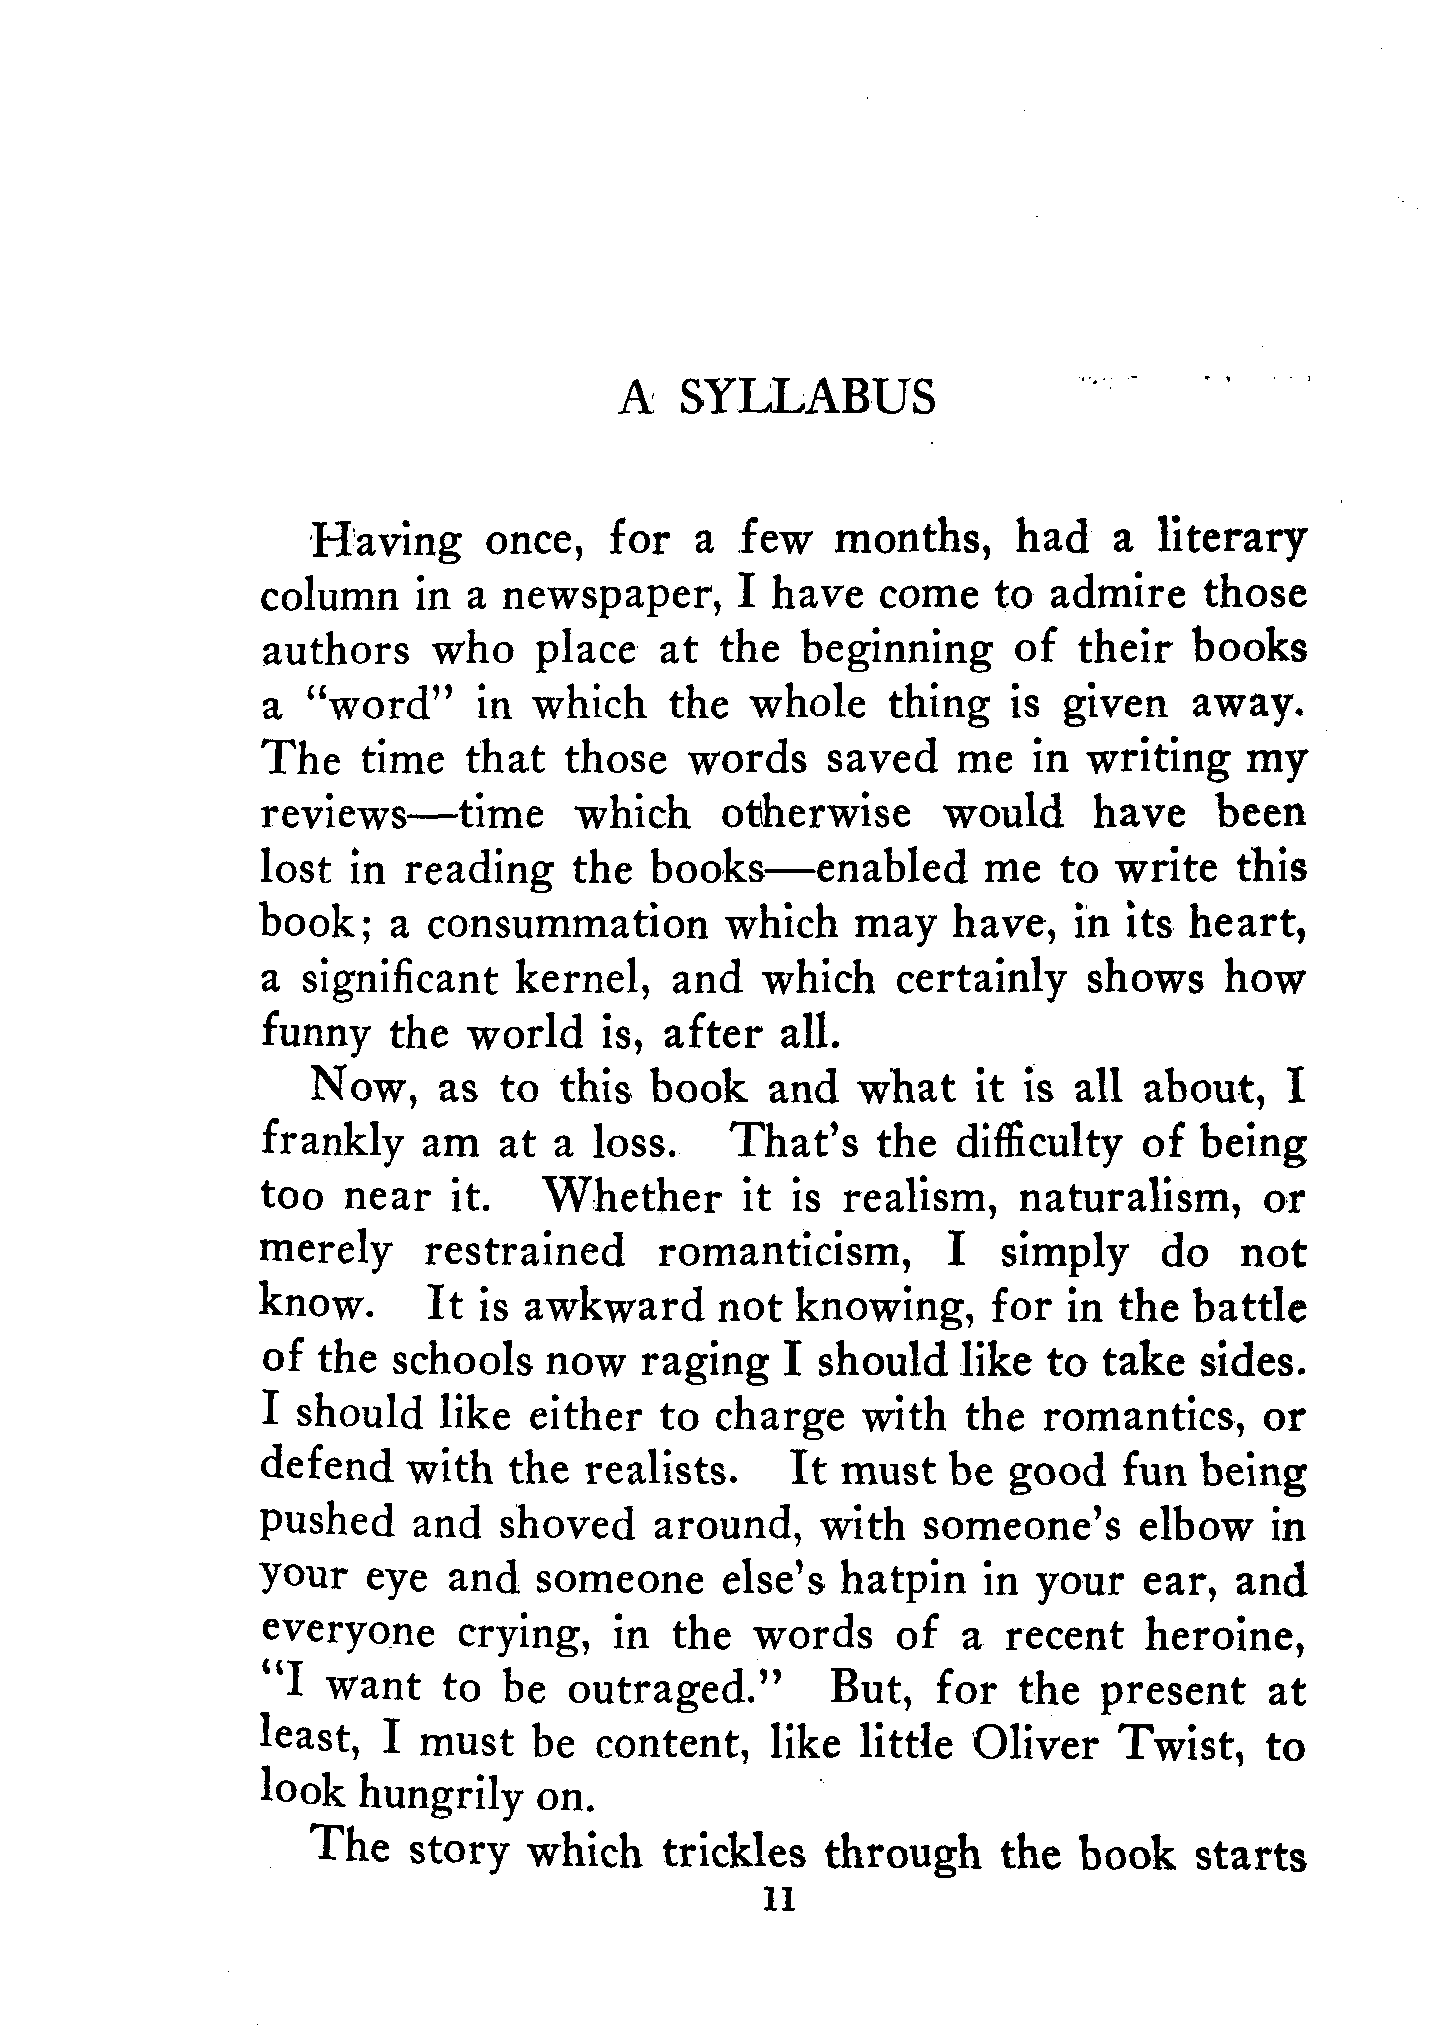 A SYLLABUS
Having once, for a few months, had a literary
column in a newspaper, I have come to admire those
authors who place at the beginning of their books
a "word" in which the whole thing is given away.
The time that those words saved me in writing my
reviews—time which otherwise would have been
lost in reading the books—enabled me to write this
book; a consummation which may have, in its heart,
a significant kernel, and which certainly shows how
funny the world is, after all.
Now, as to this book and what it is all about, I
frankly am at a loss. That's the difficulty of being
too near it. Whether it is realism, naturalism, or
merely restrained romanticism, I simply do not
know. It is awkward not knowing, for in the battle
of the schools now raging I should like to take sides.
I should like either to charge with the romantics, or
defend with the realists. It must be good fun being
pushed and shoved around, with someone's elbow in
your eye and someone else's hatpin in your ear, and
everyone crying, in the words of a recent heroine,
"I want to be outraged." But, for the present at
least, I must be content, like little Oliver Twist, to
look hungrily on.
The story which trickles through the book starts
11